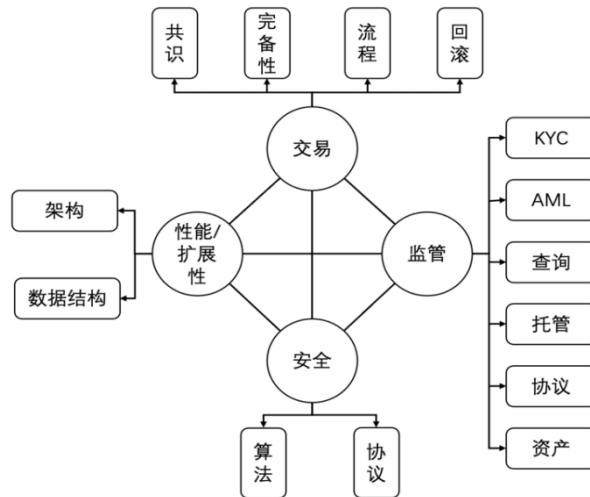 共识
完备性
流程
回滚
交易
KYC
AML
架构
性能/
扩展
性
监管
查询
数据结构
托管
安全
协议
算法
协议
资产